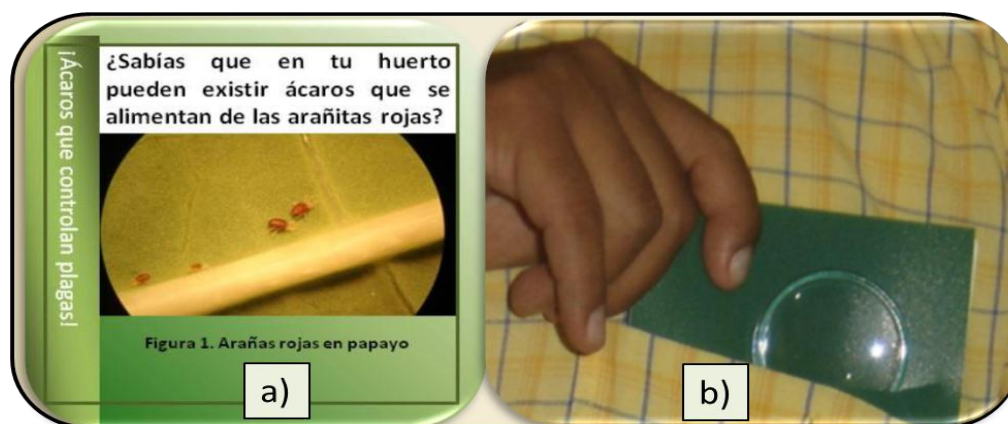 ¡Ácaros que controlan plagas!
¿Sabías que en tu huerto
pueden existir ácaros que se
alimentan de las arañitas rojas?
Figura 1. Arañas rojas en papayo
a)
b)